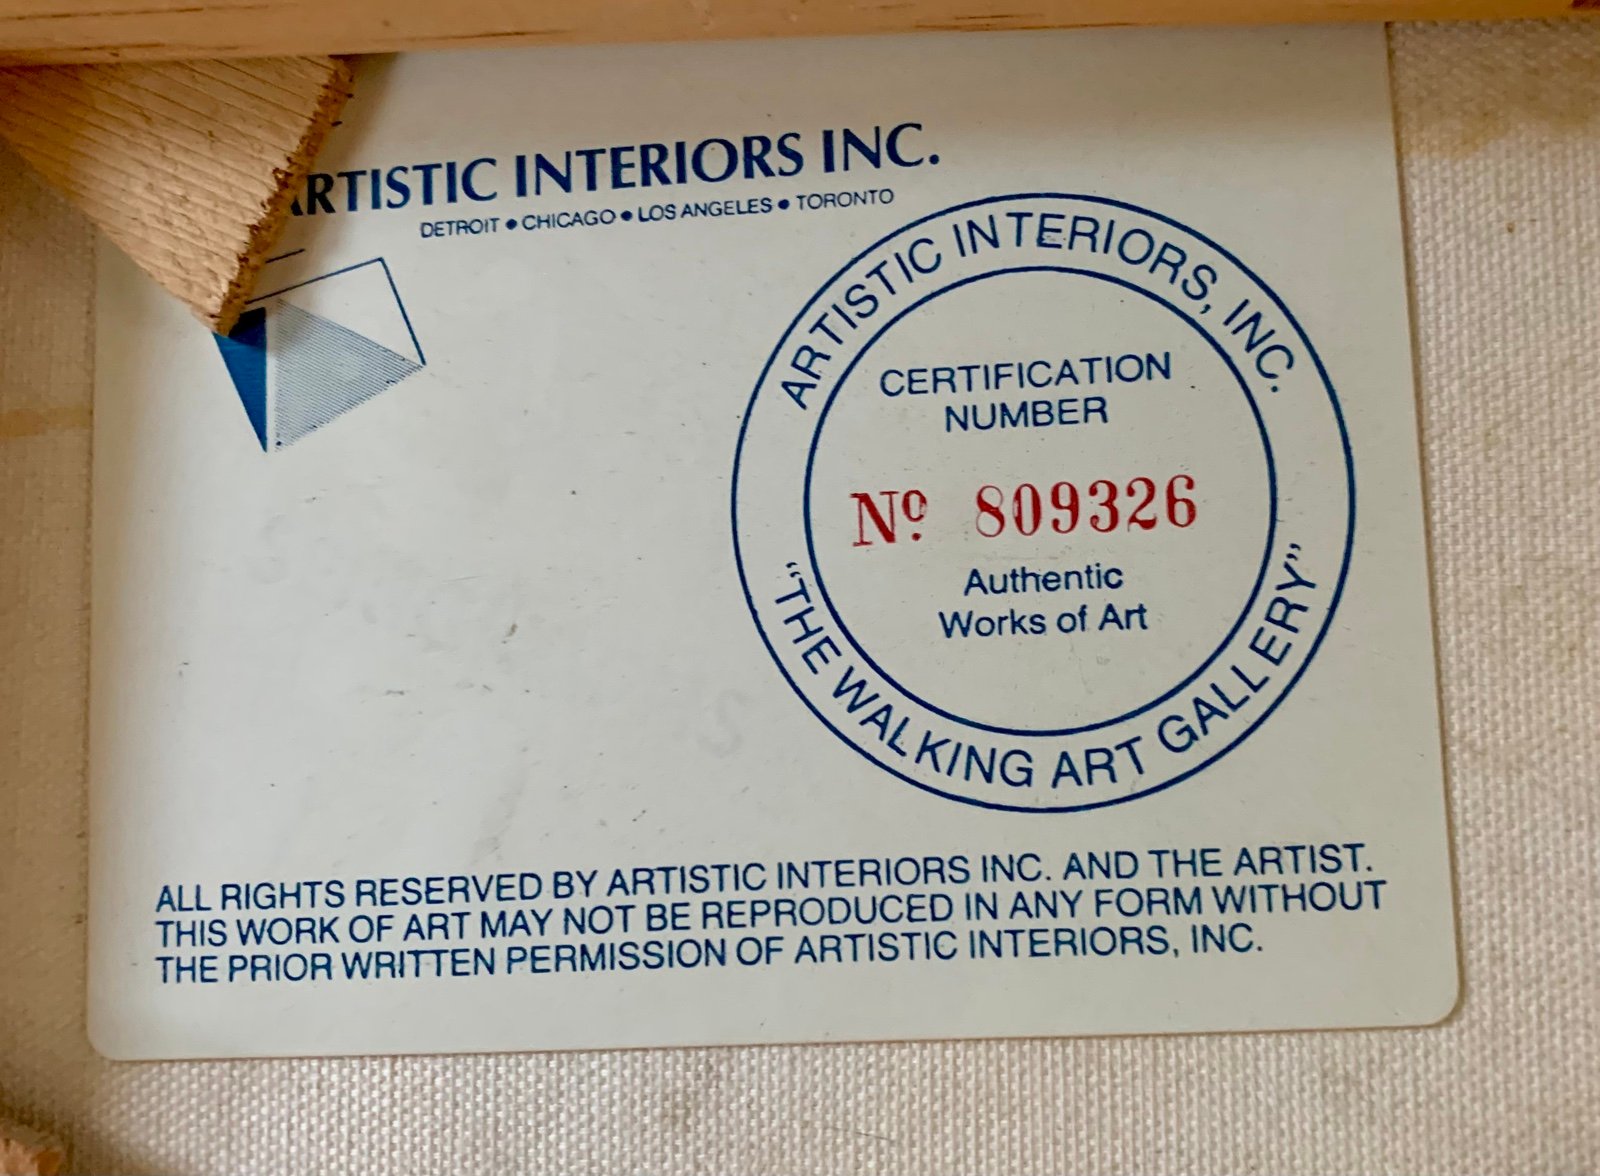 ARTISTIC INTERIORS INC.
DETROIT • CHICAGO • LOS ANGELES • TORONTO
ARTISTIC INTERIORS, INC.
CERTIFICATION
NUMBER
Nº 809326
Authentic
Works of Art
"THE WALKING ART GALLERY"
ALL RIGHTS RESERVED BY ARTISTIC INTERIORS INC. AND THE ARTIST.
THIS WORK OF ART MAY NOT BE REPRODUCED IN ANY FORM WITHOUT
THE PRIOR WRITTEN PERMISSION OF ARTISTIC INTERIORS, INC.